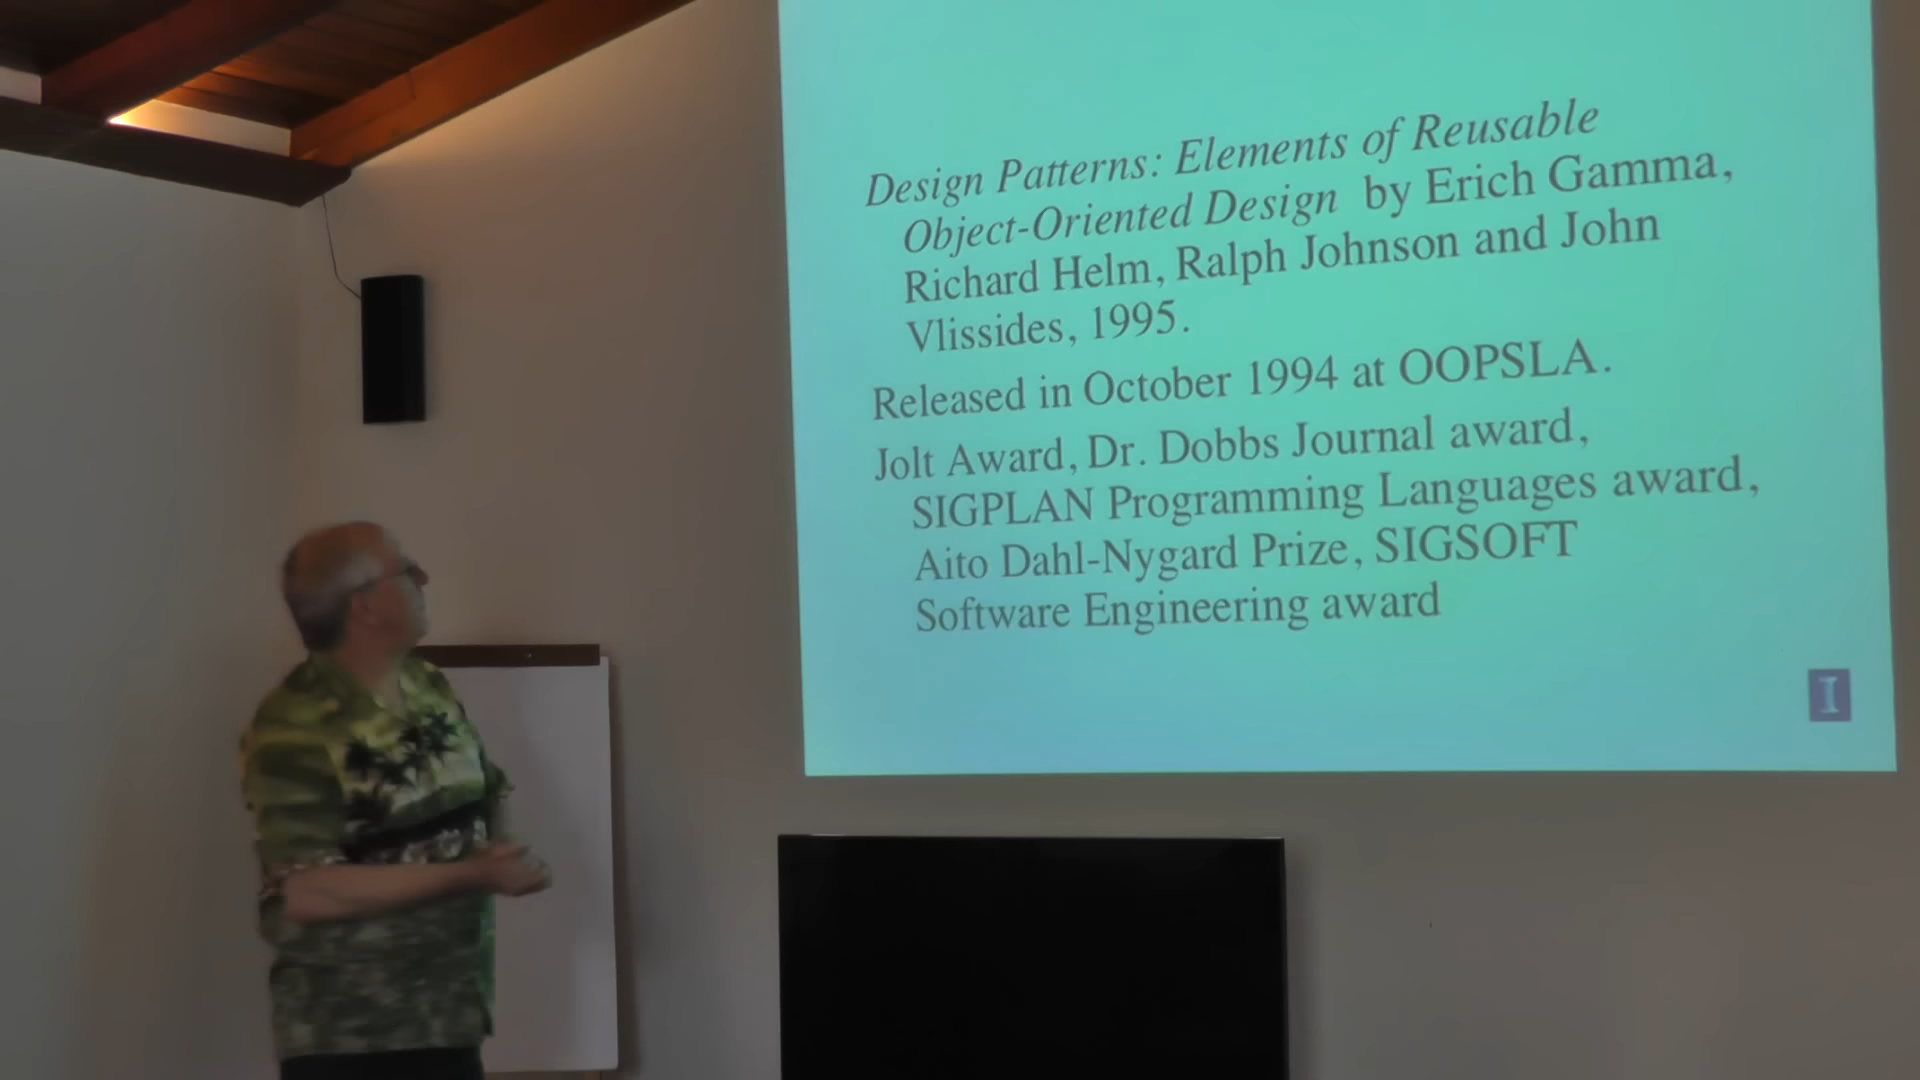 Design Patterns: Elements of Reusable
Object-Oriented Design by Erich Gamma,
Richard Helm, Ralph Johnson and John
Vlissides, 1995.
Released in October 1994 at OOPSLA.
Jolt Award, Dr. Dobbs Journal award,
SIGPLAN Programming Languages award,
Aito Dahl-Nygard Prize, SIGSOFT
Software Engineering award
I